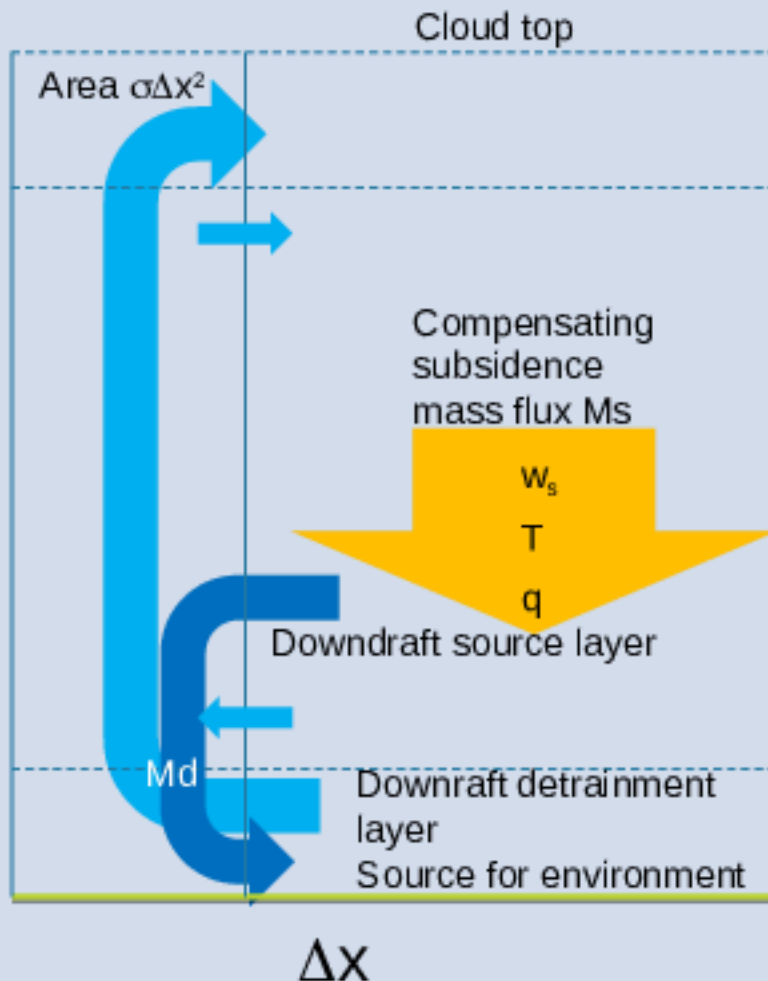 Cloud top
Area σΔx²
Compensating
subsidence
mass flux Ms
wₛ
T
q
Downdraft source layer
Md
Downraft detrainment
layer
Source for environment
Δx